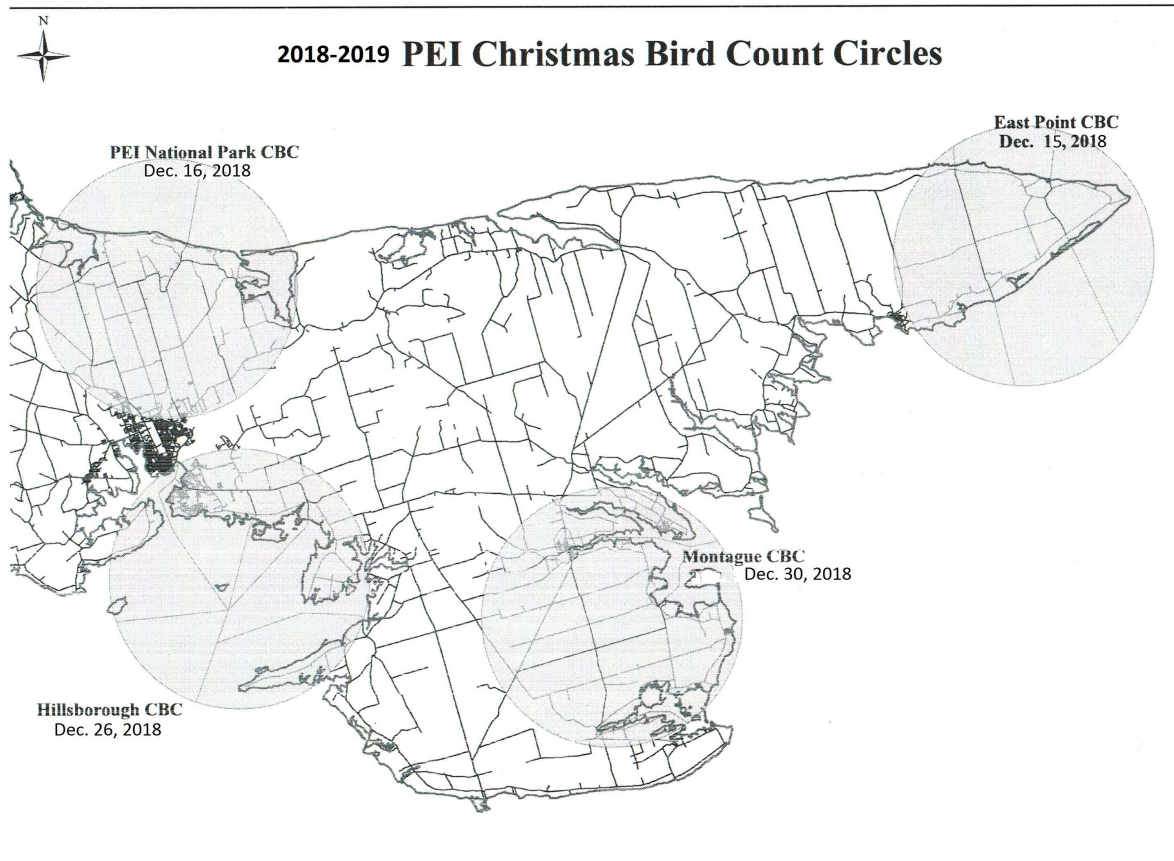 N
2018-2019 PEI Christmas Bird Count Circles
East Point CBC
Dec. 15, 2018
PEI National Park CBC
Dec. 16, 2018
Montague CBC
Dec. 30, 2018
Hillsborough CBC
Dec. 26, 2018